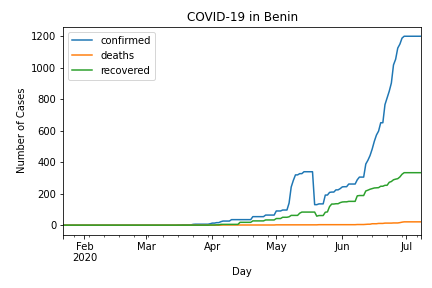 COVID-19 in Benin
confirmed
deaths
recovered
Number of Cases
1200
1000
800
600
400
200
0
Feb
2020
Mar
Apr
May
Jun
Jul
Day